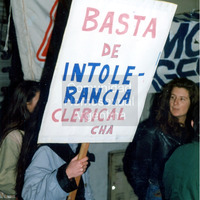 BASTA
DE
INTOLE-
RANCIA
CLERICAL
CHA